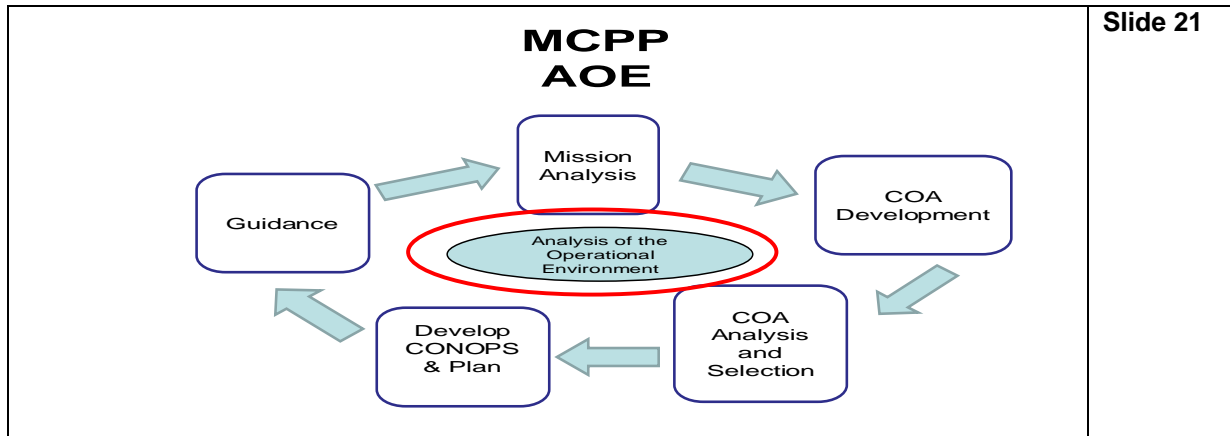 MCPP
AOE
Slide 21
Mission
Analysis
Guidance
COA
Development
Analysis of the
Operational
Environment
Develop
CONOPS
& Plan
COA
Analysis
and
Selection